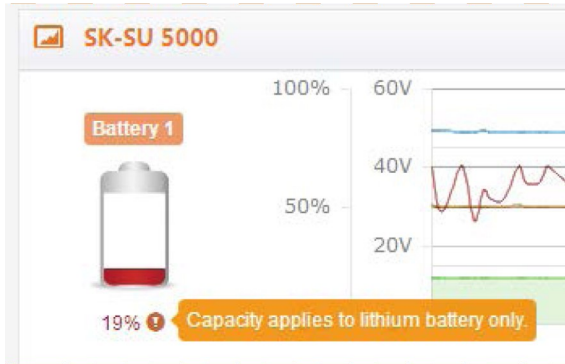 SK-SU 5000
100%
60V
Battery 1
40V
50%
20V
19%
Capacity applies to lithium battery only.